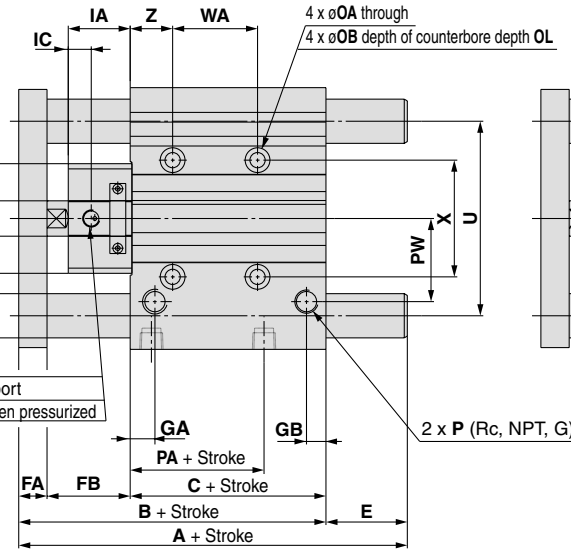 IA
Z
WA
4 x øOA through
4 x øOB depth of counterbore depth OL
IC
X
U
PW
en pressurized
GA
GB
2 x P (Rc, NPT, G)
PA + Stroke
FA
FB
C + Stroke
B + Stroke
E
A + Stroke